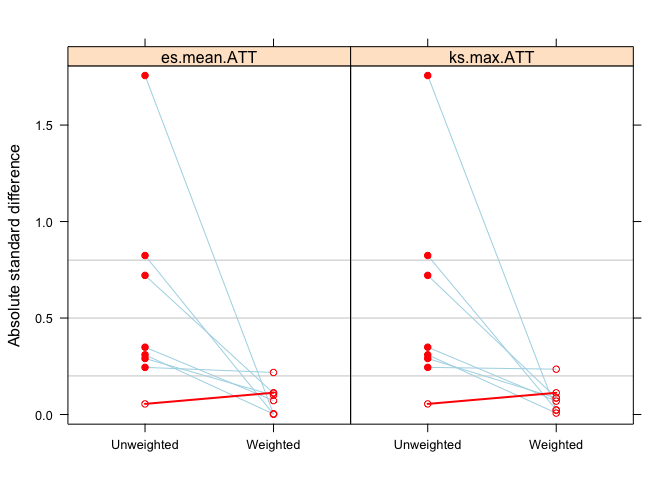 es.mean.ATT
ks.max.ATT
Absolute standard difference
1.5
1.0
0.5
0.0
Unweighted
Weighted
Unweighted
Weighted